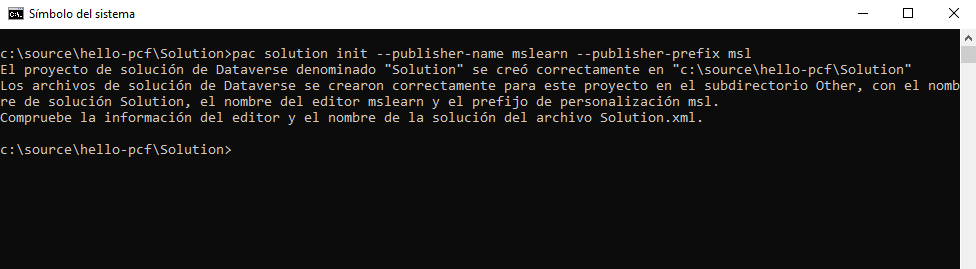 Símbolo del sistema
c:\source\hello-pcf\Solution>pac solution init --publisher-name mslearn --publisher-prefix msl
El proyecto de solución de Dataverse denominado "Solution" se creó correctamente en "c:\source\hello-pcf\Solution"
Los archivos de solución de Dataverse se crearon correctamente para este proyecto en el subdirectorio Other, con el nomb
re de solución Solution, el nombre del editor mslearn y el prefijo de personalización msl.
Compruebe la información del editor y el nombre de la solución del archivo Solution.xml.
c:\source\hello-pcf\Solution>